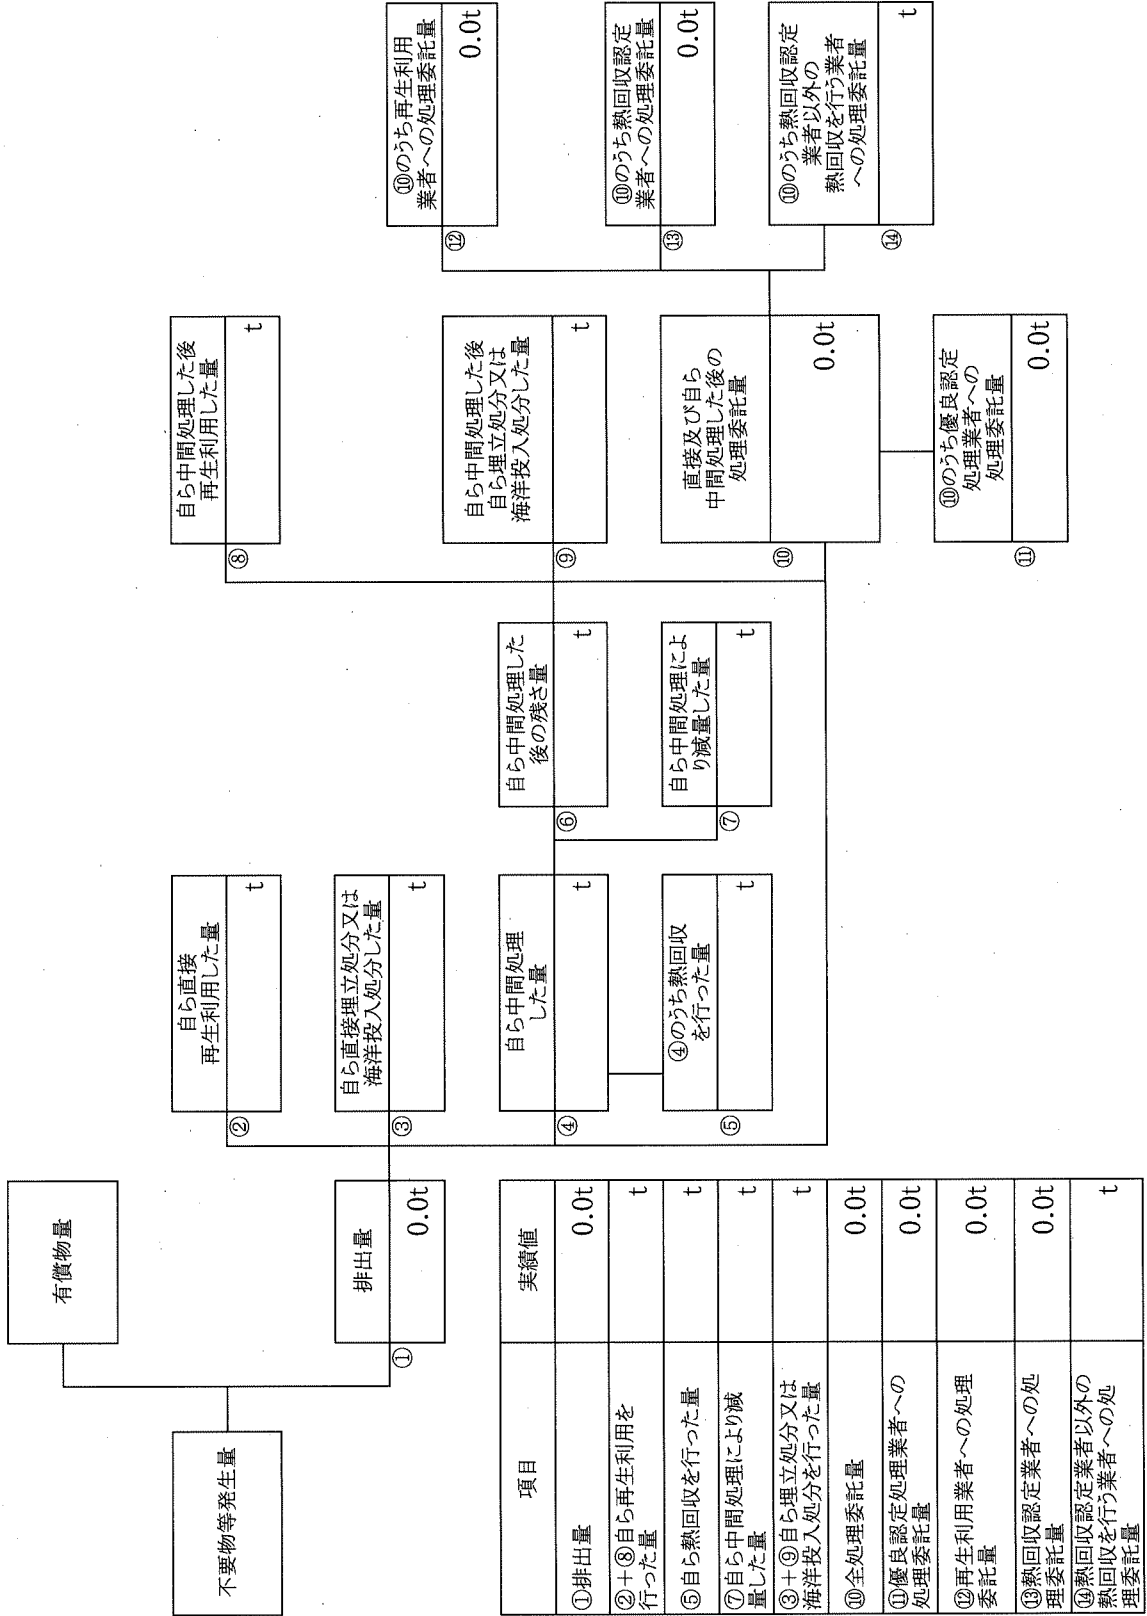 不要物等発生量
有償物量
排出量
①
0.0t
自ら直接
再生利用した量
②
t
自ら直接埋立処分又は
海洋投入処分した量
③
t
自ら中間処理
した量
④
t
④のうち熱回収
を行った量
⑤
t
自ら中間処理した
後の残さ量
⑥
t
自ら中間処理によ
り減量した量
⑦
t
自ら中間処理した後
再生利用した量
⑧
t
自ら中間処理した後
自ら埋立処分又は
海洋投入処分した量
⑨
t
直接及び自ら
中間処理した後の
処理委託量
⑩
0.0t
⑩のうち優良認定
処理業者への
処理委託量
⑪
0.0t
⑩のうち再生利用
業者への処理委託量
⑫
0.0t
⑩のうち熱回収認定
業者への処理委託量
⑬
0.0t
⑩のうち熱回収認定
業者以外の
熱回収を行う業者
への処理委託量
⑭
t
項目
実績値
①排出量
0.0t
②+⑧自ら再生利用を
行った量
t
⑤自ら熱回収を行った量
t
⑦自ら中間処理により減
量した量
t
③+⑨自ら埋立処分又は
海洋投入処分を行った量
t
⑩全処理委託量
0.0t
⑪優良認定処理業者への
処理委託量
0.0t
⑫再生利用業者への処理
委託量
0.0t
⑬熱回収認定業者への処
理委託量
0.0t
⑭熱回収認定業者以外の
熱回収を行う業者への処
理委託量
t